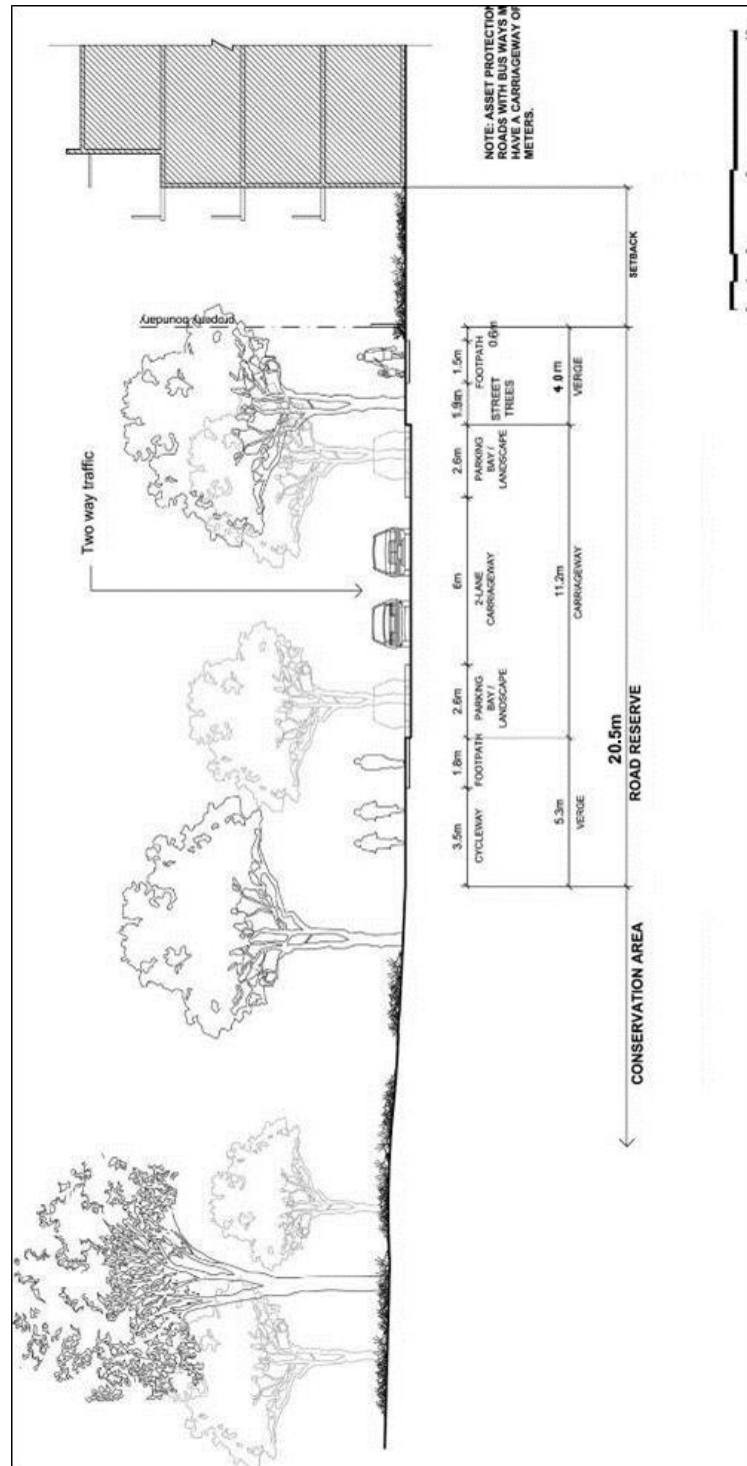 Two way traffic
property boundary
NOTE: ASSET PROTECTION
ROADS WITH BUS WAYS M
HAVE A CARRIAGEWAY OF
METERS.
3.5m
1.8m
2.6m
6m
2.6m
1.9m
1.5m
0.6m
CYCLEWAY
FOOTPATH
PARKING
BAY /
LANDSCAPE
2-LANE
CARRIAGEWAY
PARKING
BAY /
LANDSCAPE
STREET
TREES
FOOTPATH
5.3m
11.2m
4.0m
VERGE
CARRIAGEWAY
VERGE
20.5m
CONSERVATION AREA
ROAD RESERVE
SETBACK